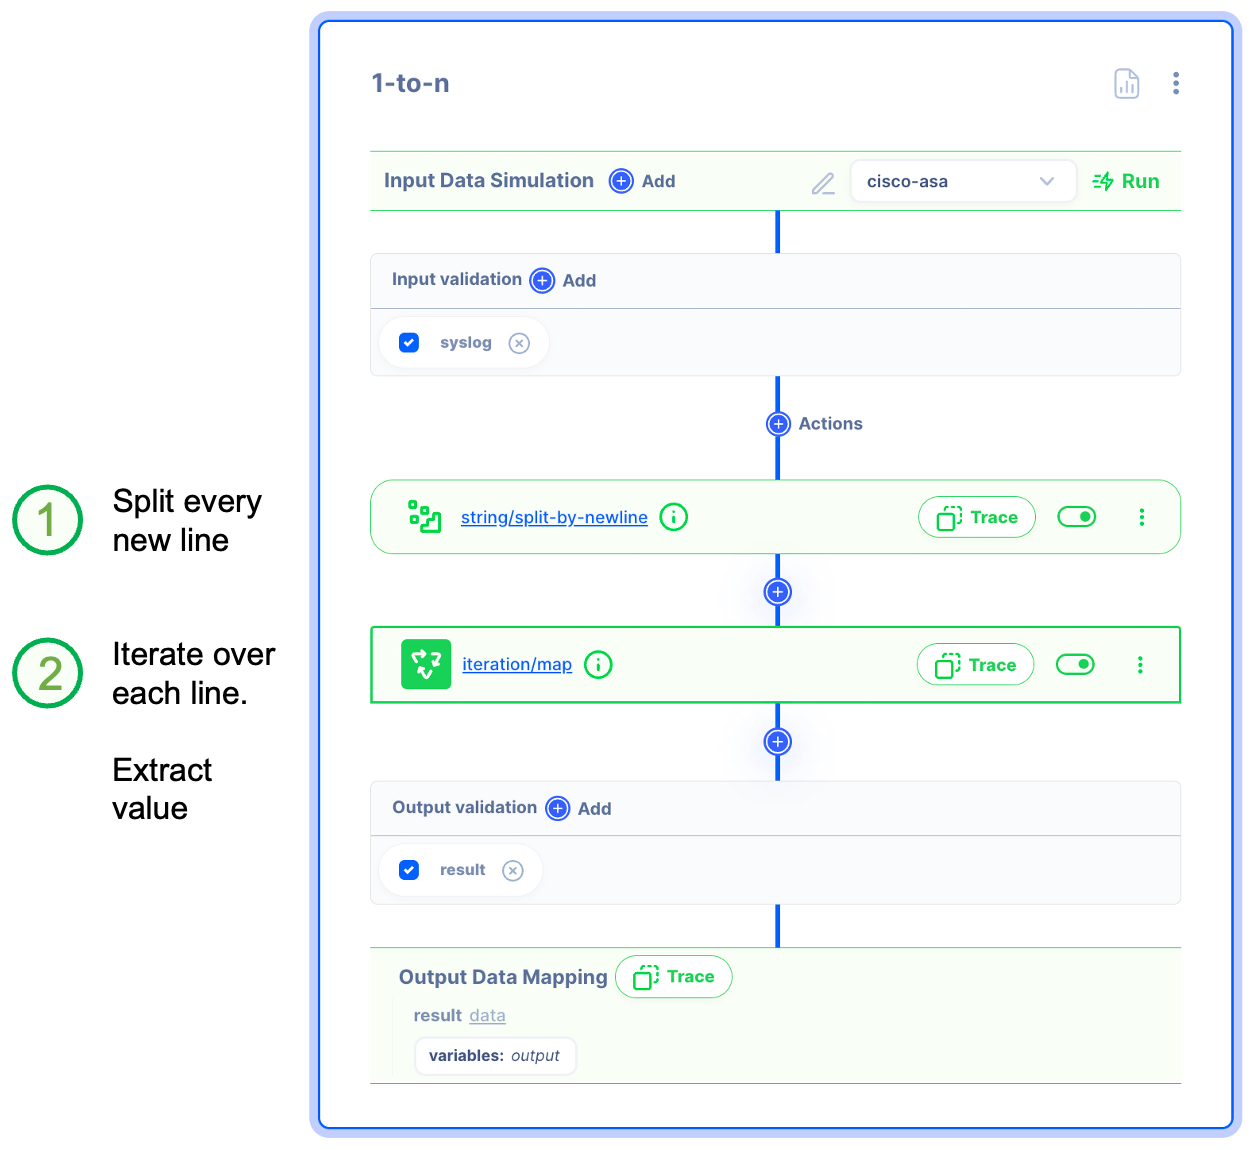 1-to-n
Input Data Simulation Add cisco-asa Run
Input validation Add
syslog
Actions
1 Split every
new line
string/split-by-newline Trace
2 Iterate over
each line.
Extract
value
iteration/map Trace
Output validation Add
result
Output Data Mapping Trace
result data
variables: output